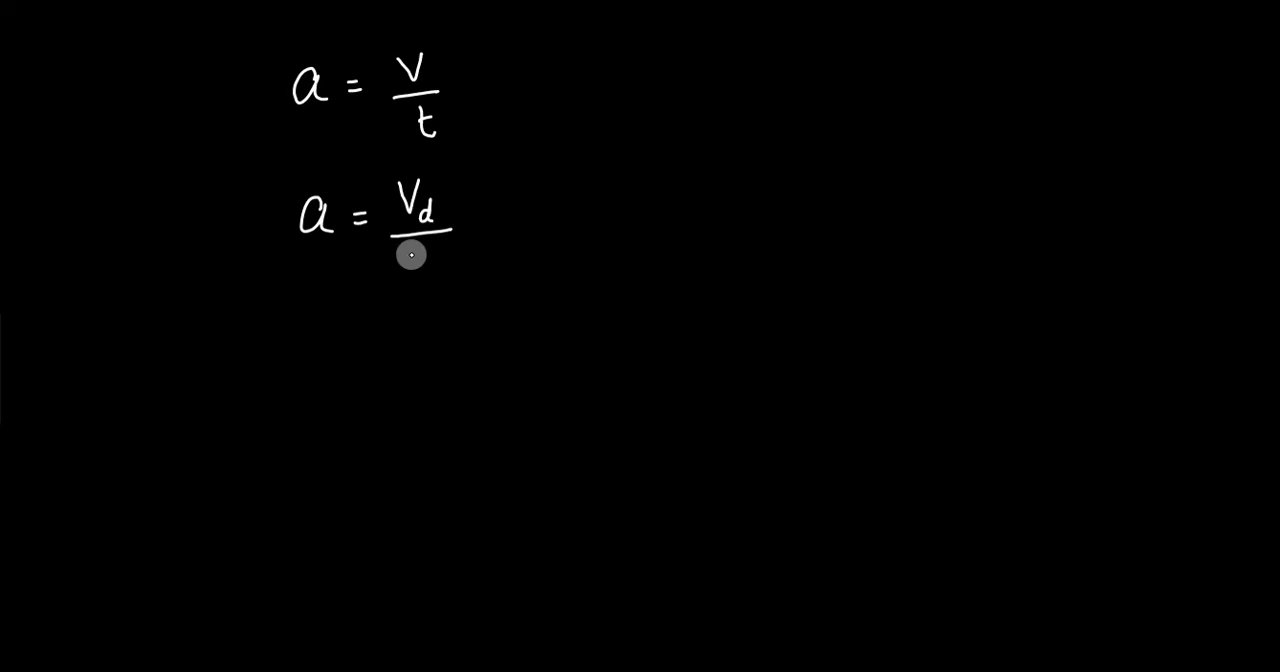 a = v/t
a = V_d/